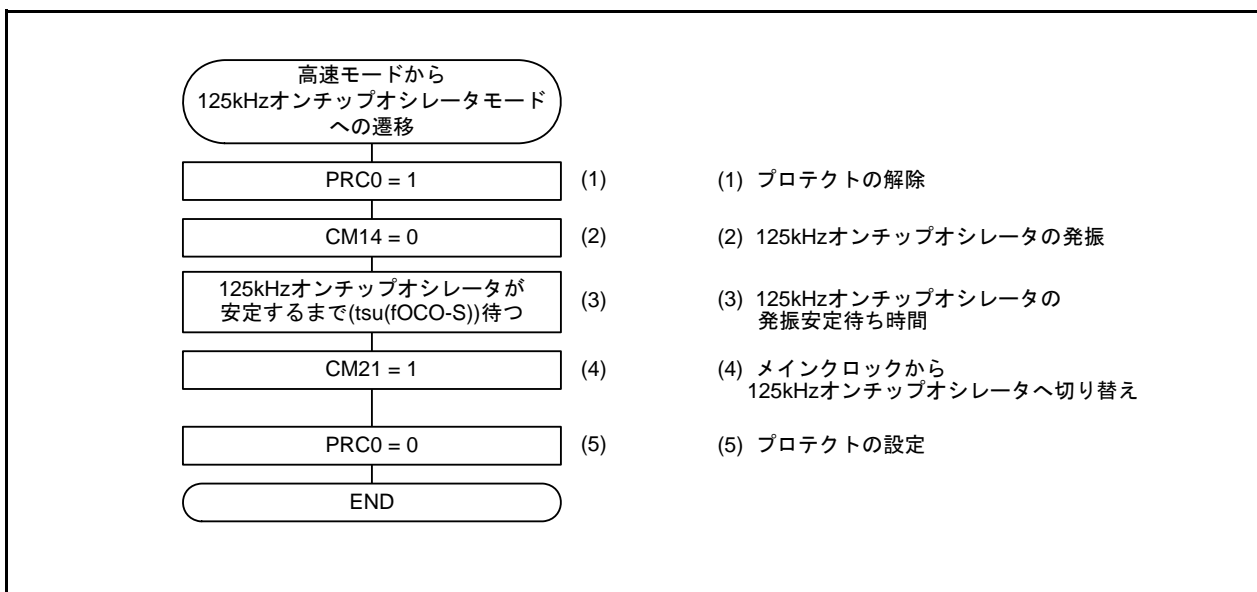 高速モードから
125kHzオンチップオシレータモード
への遷移
PRC0 = 1
(1)
(1) プロテクトの解除
CM14 = 0
(2)
(2) 125kHzオンチップオシレータの発振
125kHzオンチップオシレータが
安定するまで(tsu(fOCO-S))待つ
(3)
(3) 125kHzオンチップオシレータの
発振安定待ち時間
CM21 = 1
(4)
(4) メインクロックから
125kHzオンチップオシレータへ切り替え
PRC0 = 0
(5)
(5) プロテクトの設定
END